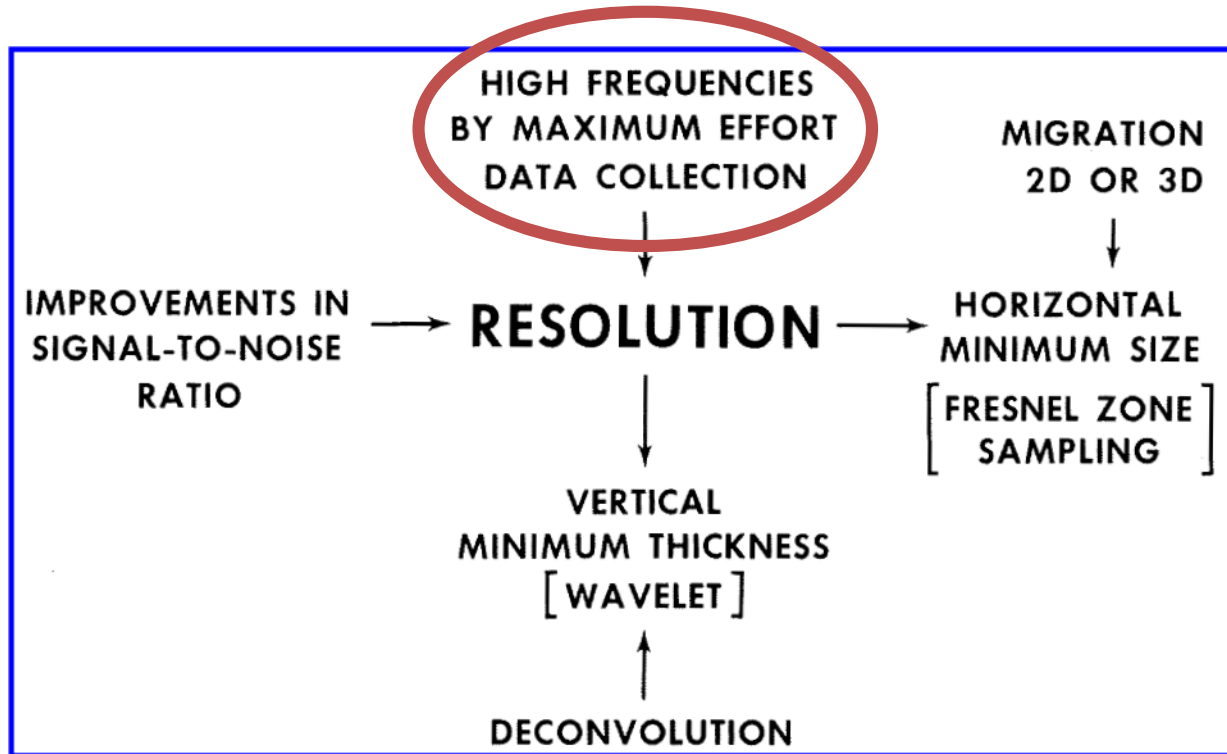 HIGH FREQUENCIES
BY MAXIMUM EFFORT
DATA COLLECTION
MIGRATION
2D OR 3D
IMPROVEMENTS IN
SIGNAL-TO-NOISE
RATIO
RESOLUTION
HORIZONTAL
MINIMUM SIZE
[FRESNEL ZONE
SAMPLING]
VERTICAL
MINIMUM THICKNESS
[WAVELET]
DECONVOLUTION